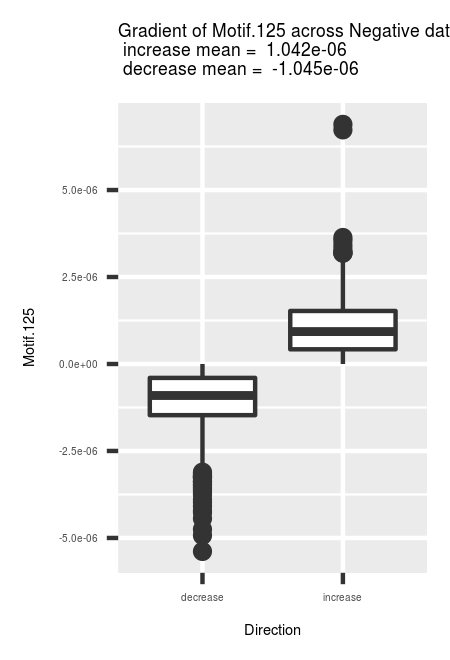 Gradient of Motif.125 across Negative dat
increase mean =  1.042e-06
decrease mean =  -1.045e-06
5.0e-06
2.5e-06
0.0e+00
-2.5e-06
-5.0e-06
Motif.125
decrease increase
Direction